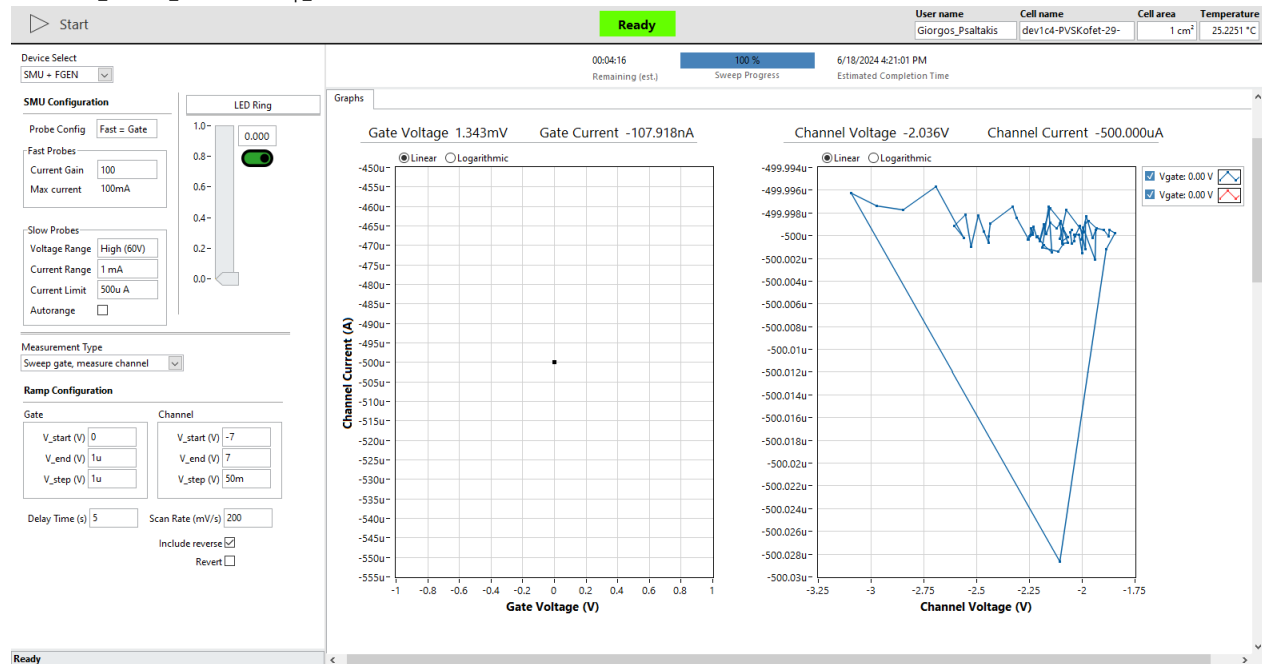 Start
Ready
User name
Giorgos_Psaltakis
Cell name
dev1c4-PVSKofet-29-
Cell area
1 cm²
Temperature
25.2251 °C
Device Select
SMU + FGEN
00:04:16
Remaining (est.)
100 %
Sweep Progress
6/18/2024 4:21:01 PM
Estimated Completion Time
SMU Configuration
Probe Config Fast = Gate
Fast Probes
Current Gain 100
Max current 100mA
Slow Probes
Voltage Range High (60V)
Current Range 1 mA
Current Limit 500u A
Autorange
LED Ring
0.000
1.0
0.8
0.6
0.4
0.2
0.0
Measurement Type
Sweep gate, measure channel
Ramp Configuration
Gate
V_start (V) 0
V_end (V) 1u
V_step (V) 1u
Channel
V_start (V) -7
V_end (V) 7
V_step (V) 50m
Delay Time (s) 5
Scan Rate (mV/s) 200
Include reverse
Revert
Ready
Graphs
Gate Voltage 1.343mV Gate Current -107.918nA
Linear Logarithmic
-450u
-455u
-460u
-465u
-470u
-475u
-480u
-485u
-490u
-495u
-500u
-505u
-510u
-515u
-520u
-525u
-530u
-535u
-540u
-545u
-550u
-555u
Channel Current (A)
-1 -0.8 -0.6 -0.4 -0.2 0 0.2 0.4 0.6 0.8 1
Gate Voltage (V)
Channel Voltage -2.036V Channel Current -500.000uA
Linear Logarithmic
-499.994u
-499.996u
-499.998u
-500u
-500.002u
-500.004u
-500.006u
-500.008u
-500.01u
-500.012u
-500.014u
-500.016u
-500.018u
-500.02u
-500.022u
-500.024u
-500.026u
-500.028u
-500.03u
-3.25 -3 -2.75 -2.5 -2.25 -2 -1.75
Channel Voltage (V)
Vgate: 0.00 V
Vgate: 0.00 V